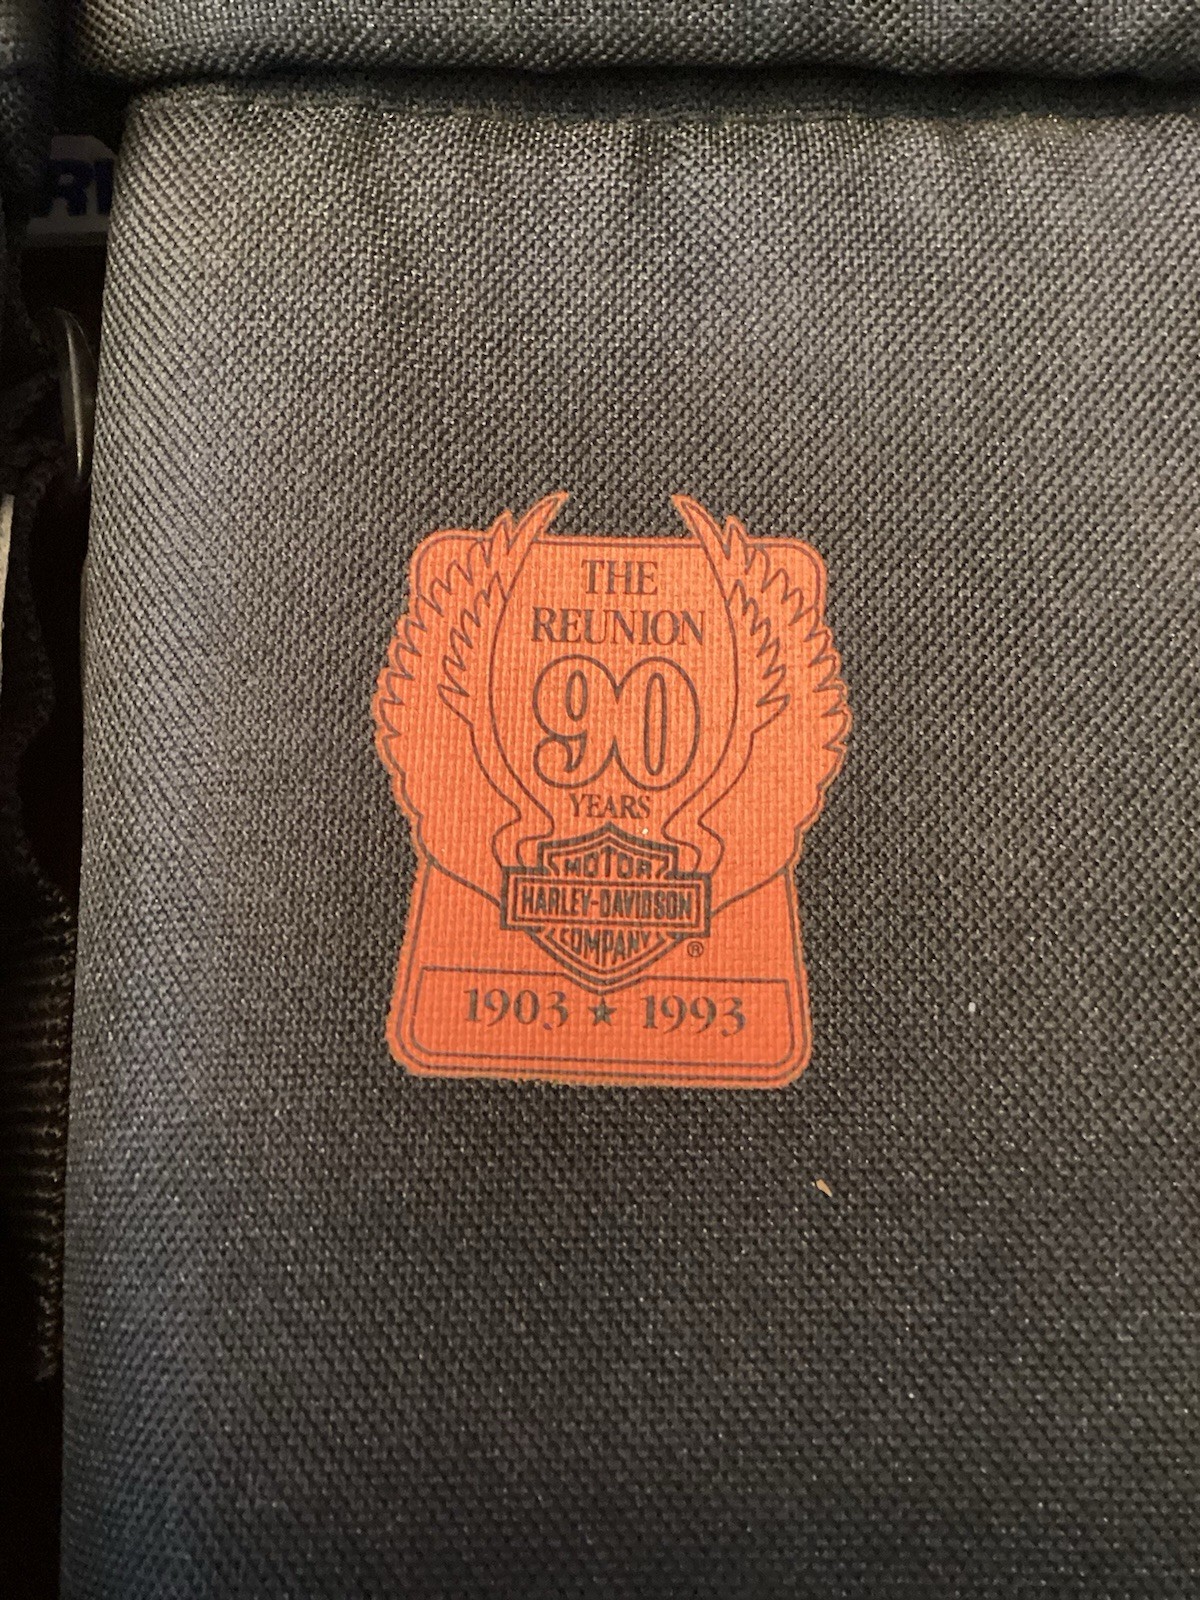 THE
REUNION
90
YEARS
MOTOR
HARLEY-DAVIDSON
COMPANY
®
1903 ★ 1993